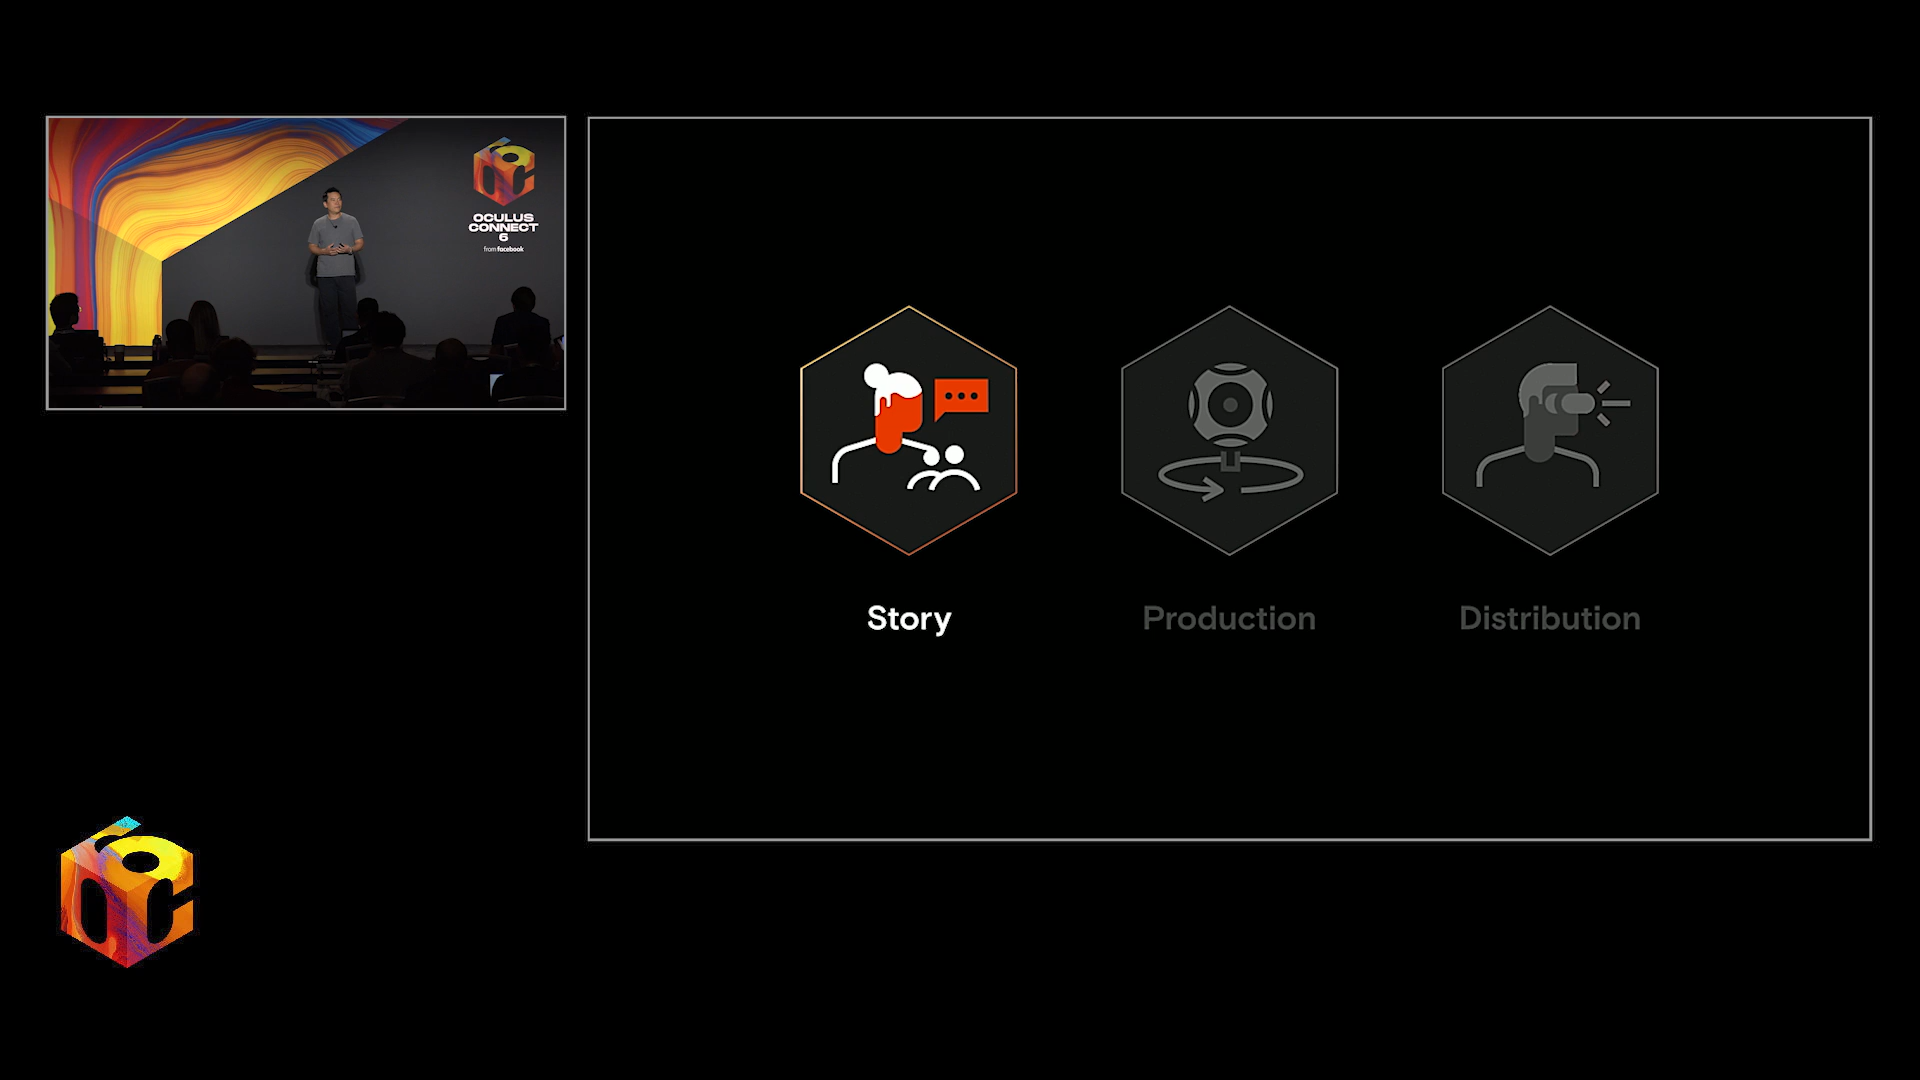 OCULUS
CONNECT
6
from facebook
Story
Production
Distribution